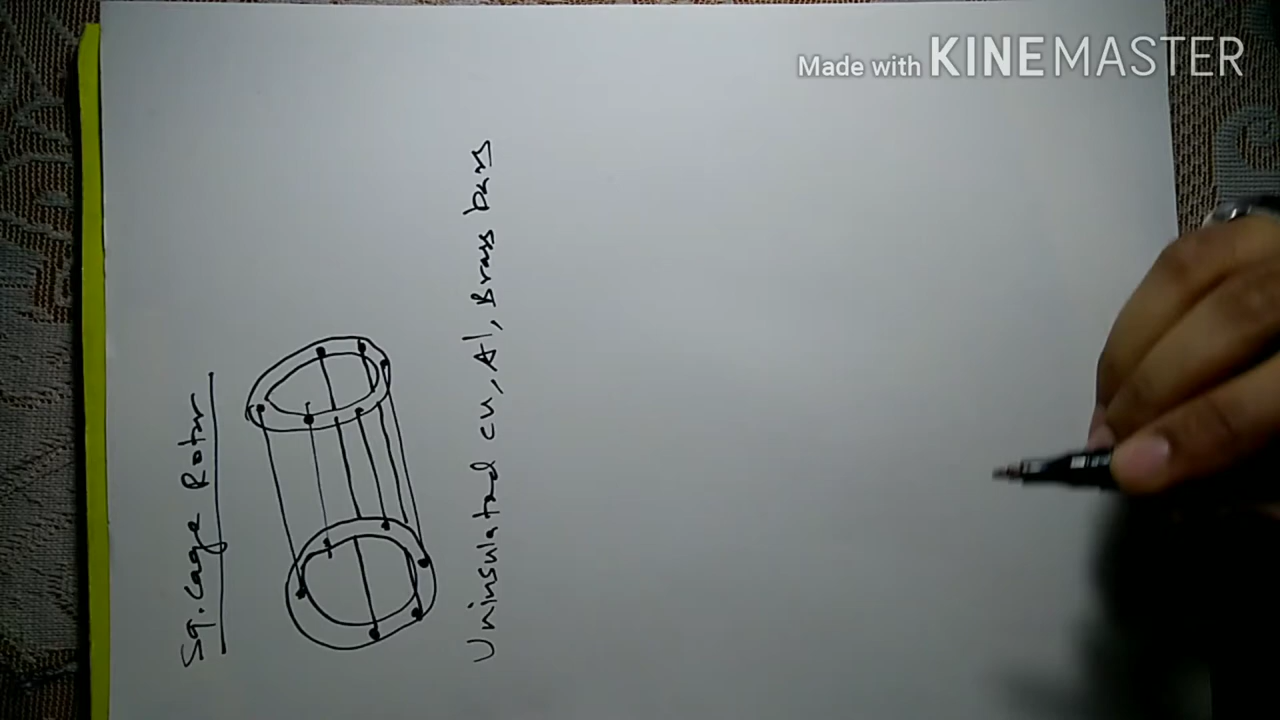 Made with KINEMASTER
Sq. Cage Rotor
Uninsulated cu, Al, Brass bars